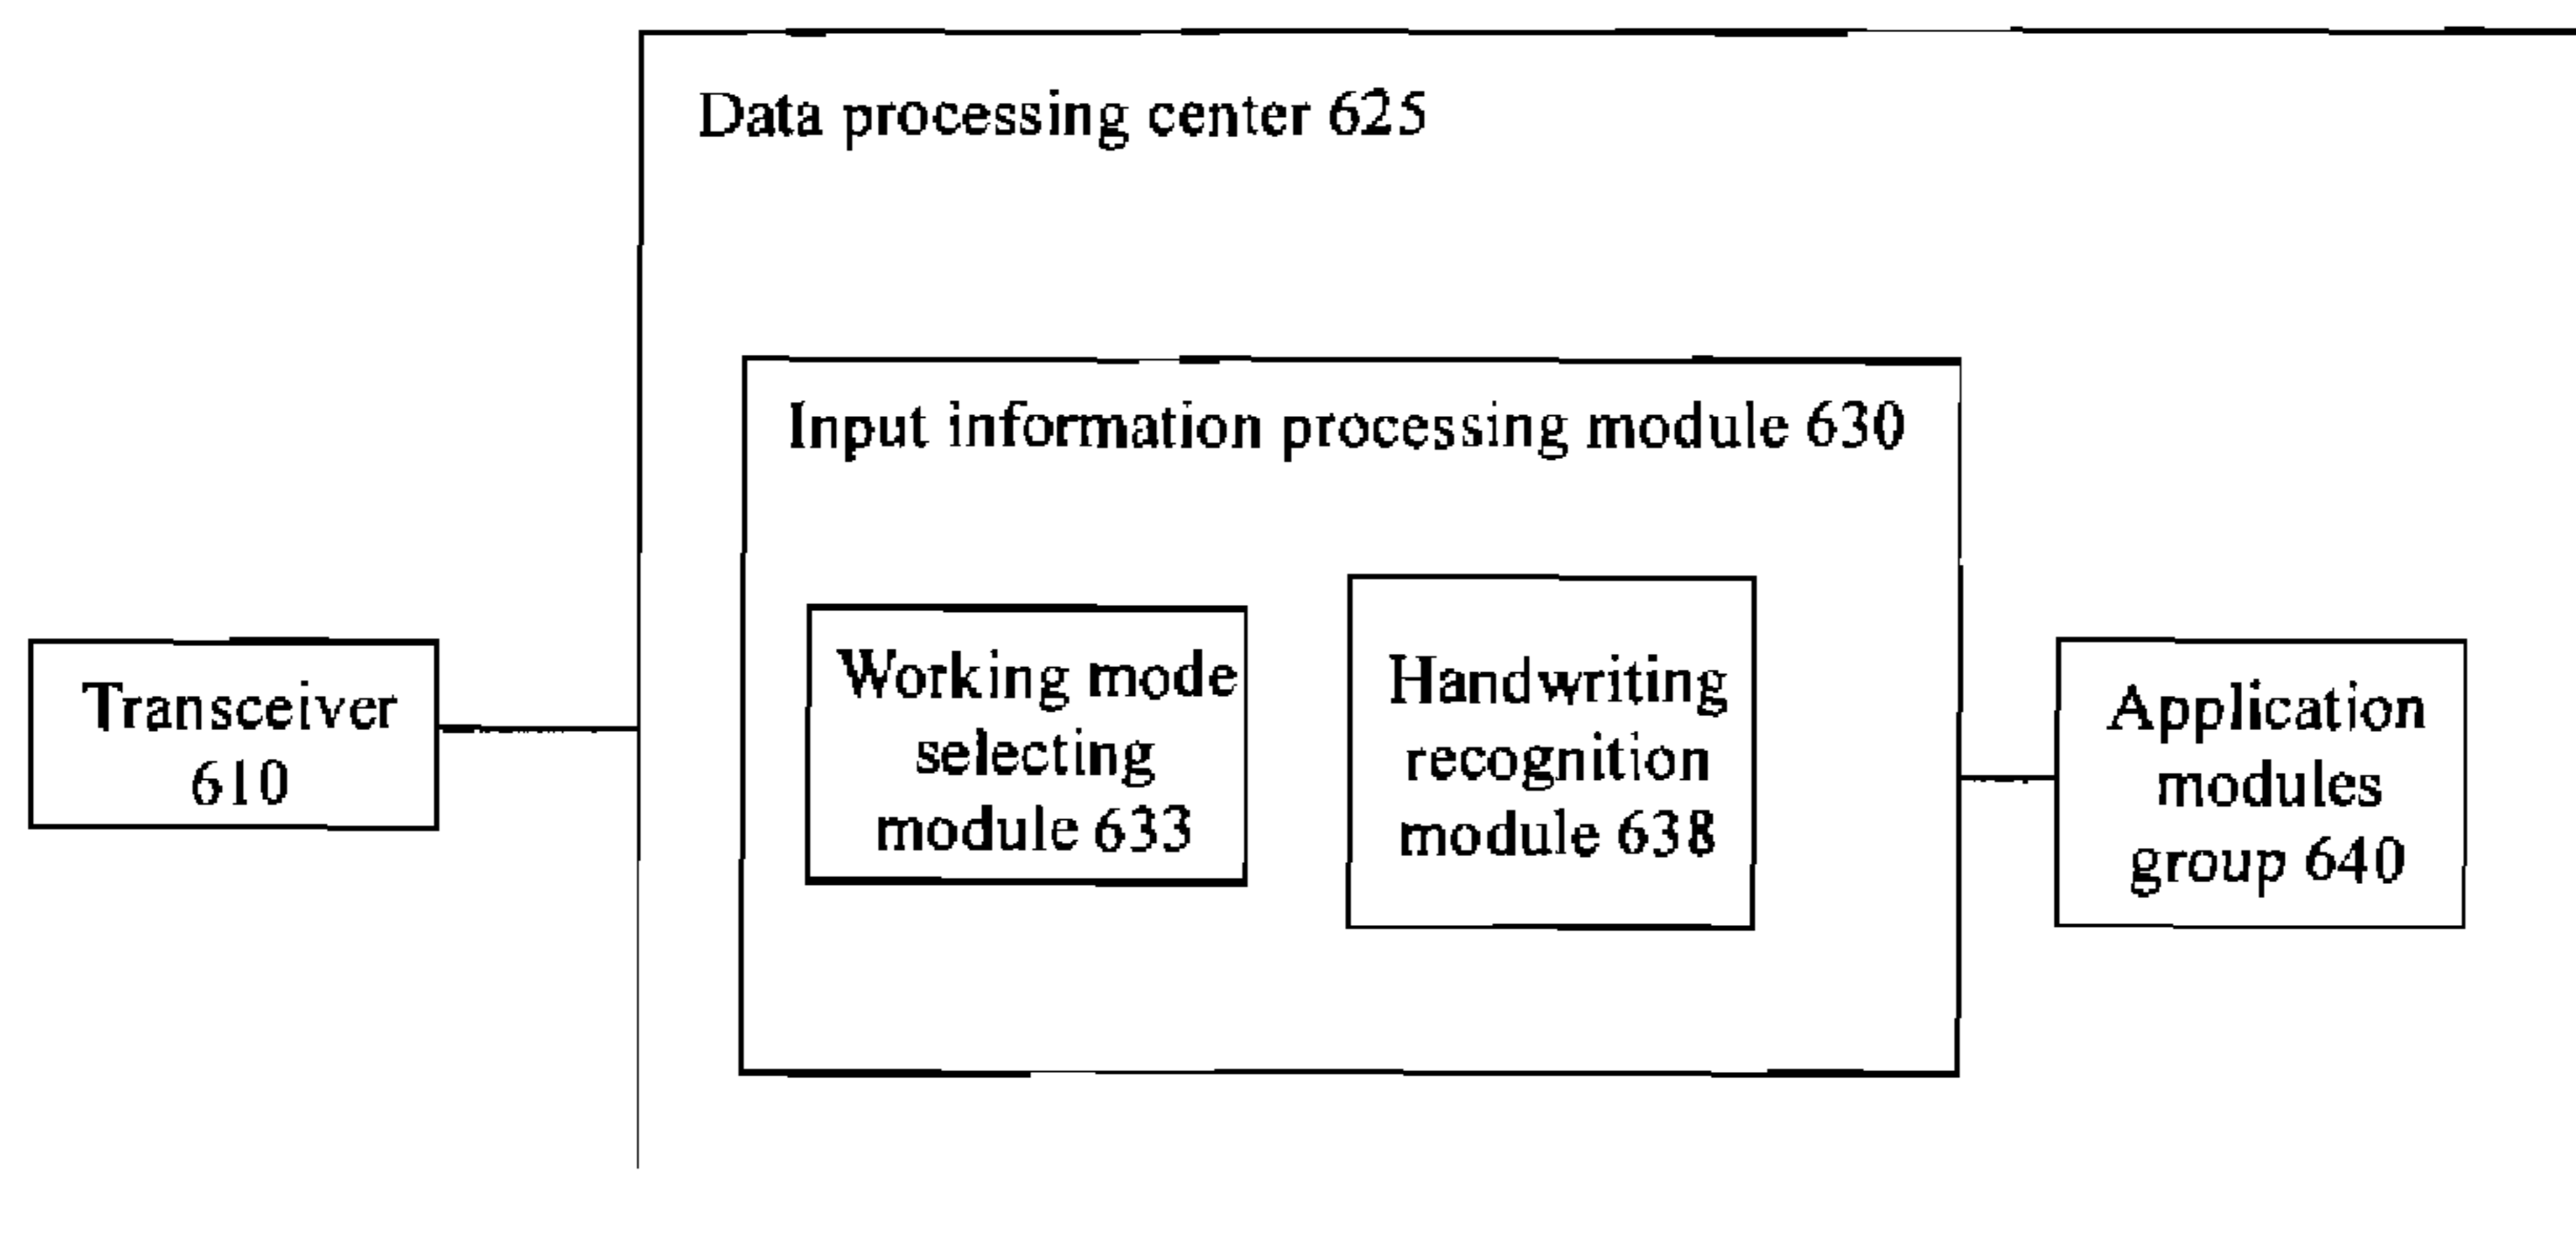 Data processing center 625
Input information processing module 630
Transceiver
610
Working mode
selecting
module 633
Handwriting
recognition
module 638
Application
modules
group 640